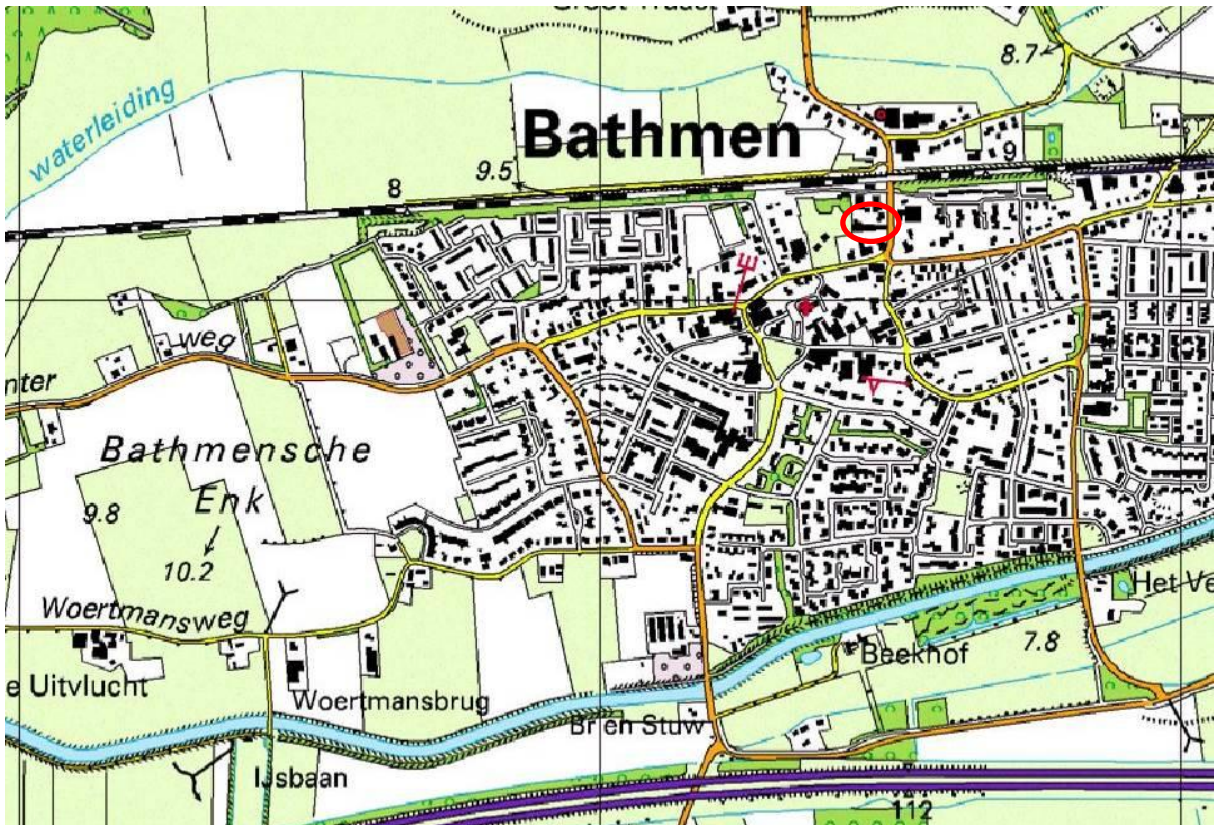 8.7
waterleiding
Bathmen
9.5
8
9
weg
nter
Bathmensche
Enk
9.8
10.2
Woertmansweg
Het Ve
7.8
Beekhof
e Uitvlucht
Woertmansbrug
Br en Stuw
IJsbaan
112